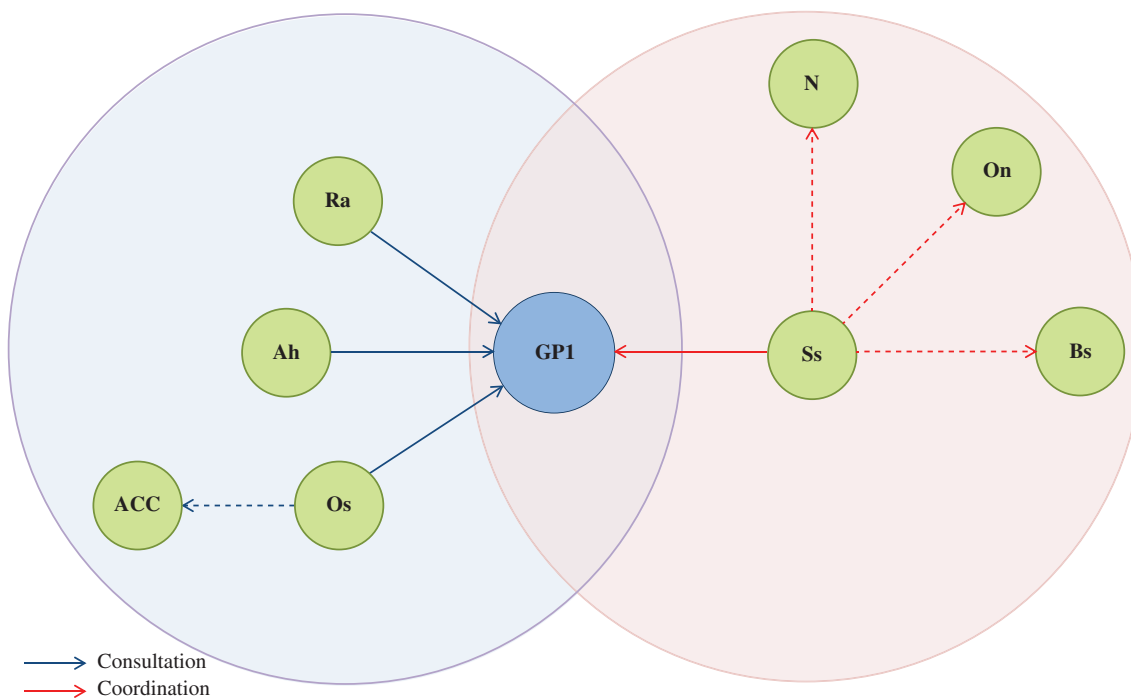 N
On
Ra
Ah
GP1
Ss
Bs
ACC
Os
Consultation
Coordination